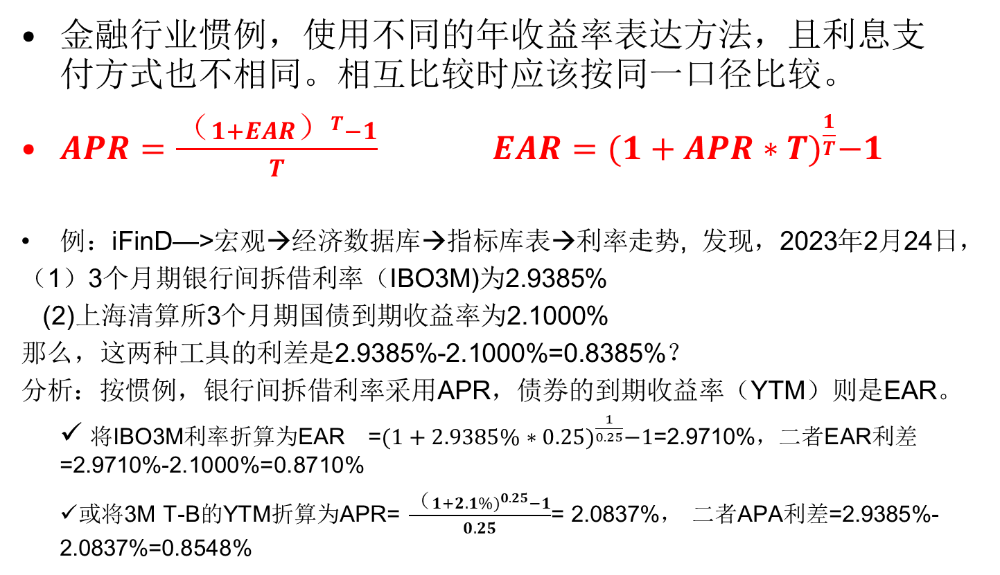 • 金融行业惯例，使用不同的年收益率表达方法，且利息支
付方式也不相同。相互比较时应该按同一口径比较。
• APR = （1+EAR）^T−1 / T    EAR = (1 + APR ∗ T)^(1/T)−1
• 例：iFinD—>宏观→经济数据库→指标库表→利率走势, 发现，2023年2月24日，
（1）3个月期银行间拆借利率（IBO3M)为2.9385%
(2)上海清算所3个月期国债到期收益率为2.1000%
那么，这两种工具的利差是2.9385%-2.1000%=0.8385%？
分析：按惯例，银行间拆借利率采用APR，债券的到期收益率（YTM）则是EAR。
✓ 将IBO3M利率折算为EAR =(1 + 2.9385% ∗ 0.25)^(1/0.25)−1=2.9710%，二者EAR利差
=2.9710%-2.1000%=0.8710%
✓或将3M T-B的YTM折算为APR= （1+2.1%)^0.25−1 / 0.25 = 2.0837%， 二者APA利差=2.9385%-
2.0837%=0.8548%